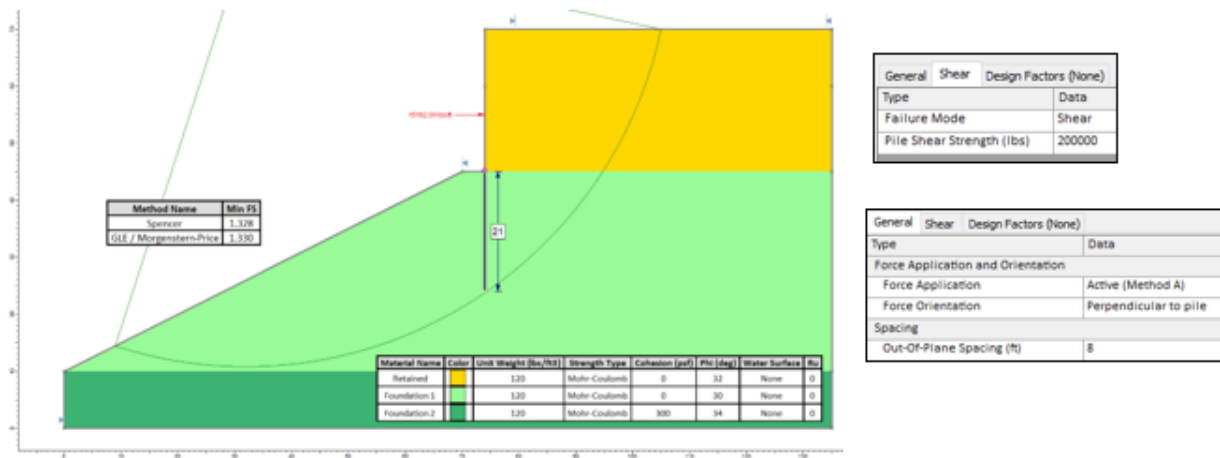 Method Name Min FS
Spencer 1.328
GLE / Morgenstern-Price 1.330
21
Material Name Color Unit Weight (lbs/ft3) Strength Type Cohesion (psf) Phi (deg) Water Surface Ru
Retained 120 Mohr-Coulomb 0 32 None 0
Foundation 1 120 Mohr-Coulomb 0 30 None 0
Foundation 2 120 Mohr-Coulomb 300 34 None 0
General Shear Design Factors (None)
Type Data
Failure Mode Shear
Pile Shear Strength (lbs) 200000
General Shear Design Factors (None)
Type Data
Force Application and Orientation
Force Application Active (Method A)
Force Orientation Perpendicular to pile
Spacing
Out-Of-Plane Spacing (ft) 8